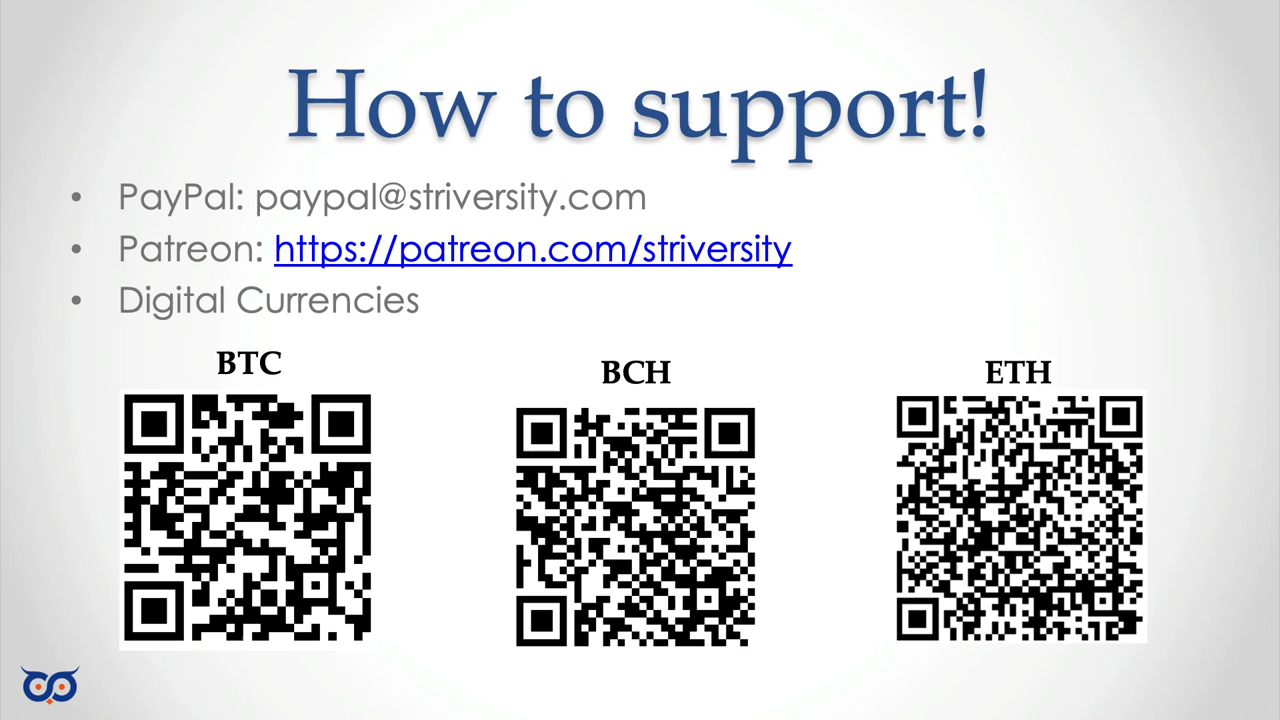 How to support!
• PayPal: paypal@striversity.com
• Patreon: https://patreon.com/striversity
• Digital Currencies
BTC
BCH
ETH